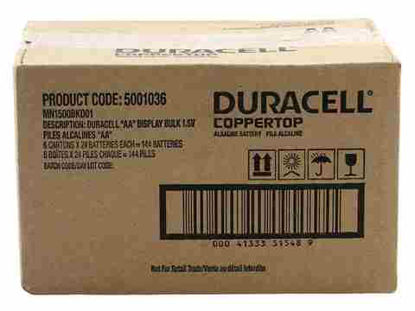 AA
PRODUCT CODE: 5001036
MN1500BKD01
DESCRIPTION: DURACELL "AA" DISPLAY BULK 1.5V
PILES ALCALINES "AA"
6 CARTONS X 24 BATTERIES EACH = 144 BATTERIES
6 BOITES X 24 PILES CHAQUE = 144 PILES
BATCH CODE/DAY LOT CODE:
DURACELL
COPPERTOP
ALKALINE BATTERY PILE ALCALINE
000 41333 51548 9
Not For Retail Trade/Vente au détail interdite